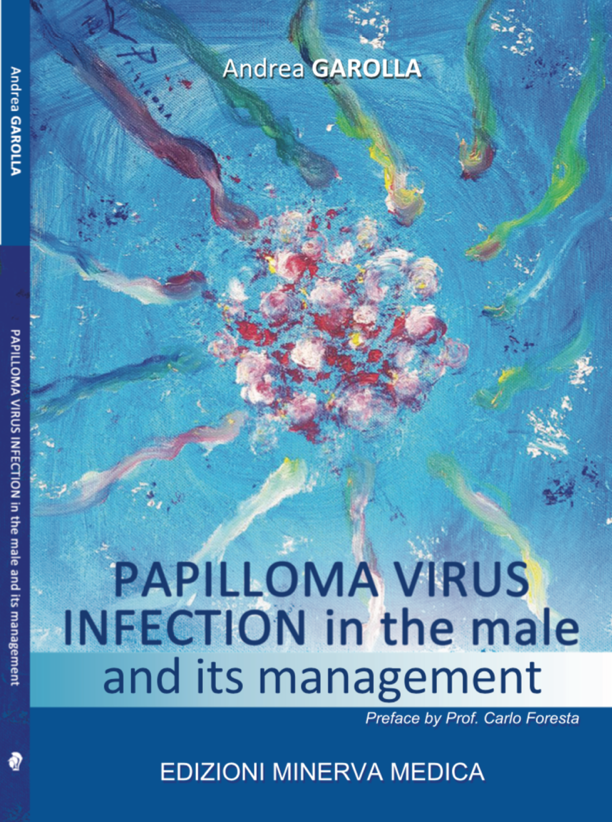 Andrea GAROLLA
PAPILLOMA VIRUS INFECTION in the male and its management
Andrea GAROLLA
PAPILLOMA VIRUS
INFECTION in the male
and its management
Preface by Prof. Carlo Foresta
EDIZIONI MINERVA MEDICA